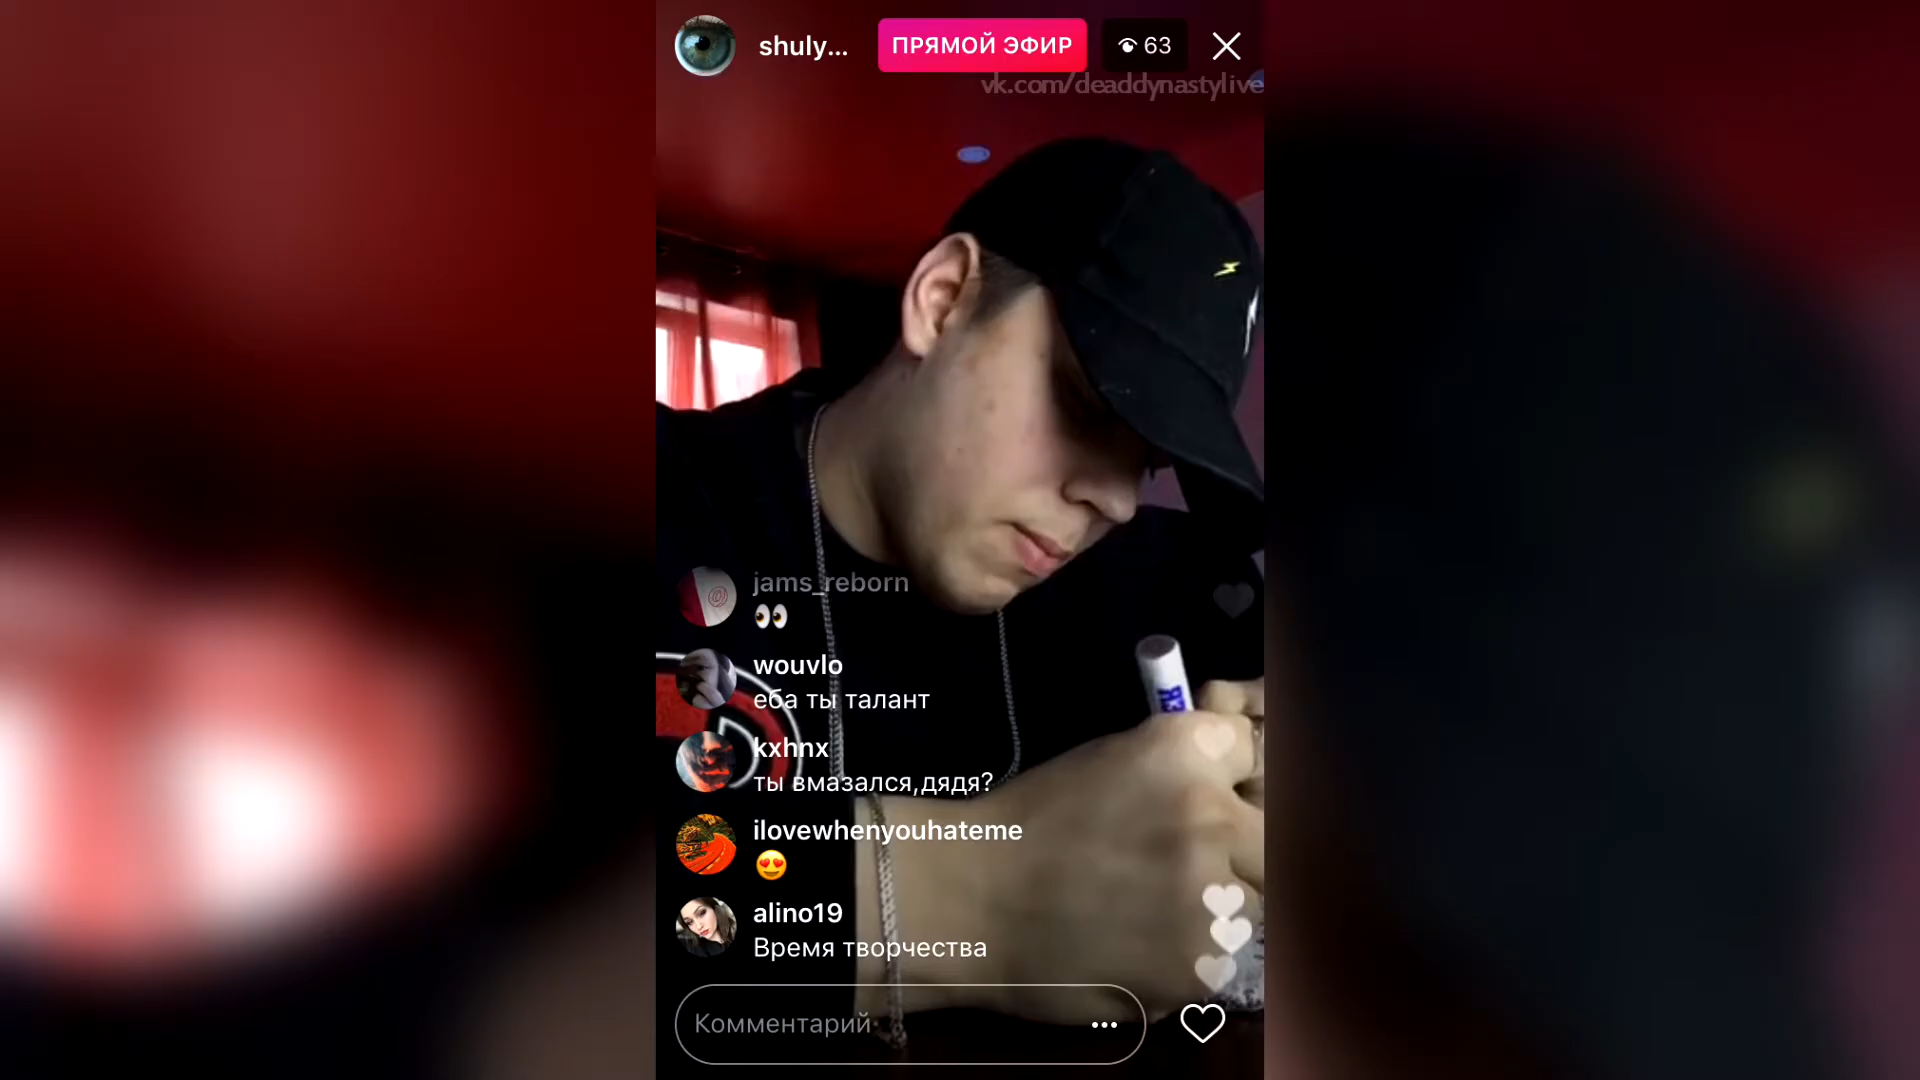 shuly...
ПРЯМОЙ ЭФИР
63
vk.com/deaddynastylive
jams_reborn
👀
wouvlo
еба ты талант
kxhnx
ты вмазался,дядя?
ilovewhenyouhateme
😍
alino19
Время творчества
Комментарий